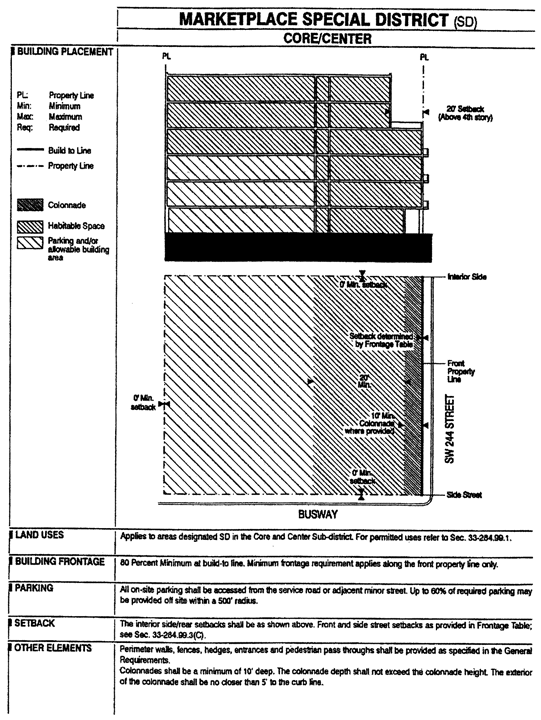 MARKETPLACE SPECIAL DISTRICT (SD)
CORE/CENTER
BUILDING PLACEMENT
PL: Property Line
Min: Minimum
Max: Maximum
Req: Required
Build to Line
Property Line
Colonnade
Habitable Space
Parking and/or
allowable building
area
PL
PL
20' Setback
(Above 4th story)
0' Min. setback
Interior Side
Setback determined
by Frontage Table
Front
Property
Line
20'
Min.
0' Min.
setback
10' Min.
Colonnade
where provided
SW 244 STREET
0' Min.
setback
Side Street
BUSWAY
LAND USES
Applies to areas designated SD in the Core and Center Sub-district. For permitted uses refer to Sec. 33-284.99.1.
BUILDING FRONTAGE
80 Percent Minimum at build-to line. Minimum frontage requirement applies along the front property line only.
PARKING
All on-site parking shall be accessed from the service road or adjacent minor street. Up to 60% of required parking may
be provided off site within a 500' radius.
SETBACK
The interior side/rear setbacks shall be as shown above. Front and side street setbacks as provided in Frontage Table;
see Sec. 33-284.99.3(C).
OTHER ELEMENTS
Perimeter walls, fences, hedges, entrances and pedestrian pass throughs shall be provided as specified in the General
Requirements.
Colonnades shall be a minimum of 10' deep. The colonnade depth shall not exceed the colonnade height. The exterior
of the colonnade shall be no closer than 5' to the curb line.